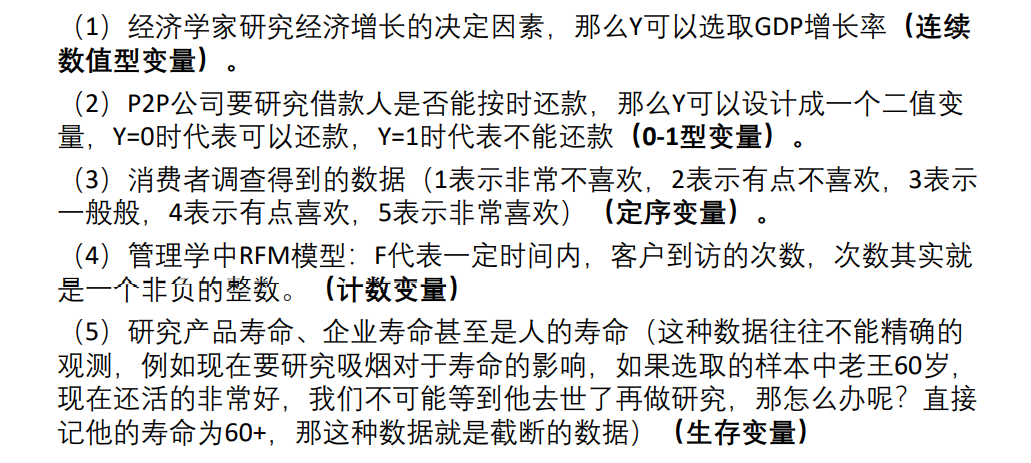 （1）经济学家研究经济增长的决定因素，那么Y可以选取GDP增长率（连续
数值型变量）。
（2）P2P公司要研究借款人是否能按时还款，那么Y可以设计成一个二值变
量，Y=0时代表可以还款，Y=1时代表不能还款（0-1型变量）。
（3）消费者调查得到的数据（1表示非常不喜欢，2表示有点不喜欢，3表示
一般般，4表示有点喜欢，5表示非常喜欢）（定序变量）。
（4）管理学中RFM模型：F代表一定时间内，客户到访的次数，次数其实就
是一个非负的整数。（计数变量）
（5）研究产品寿命、企业寿命甚至是人的寿命（这种数据往往不能精确的
观测，例如现在要研究吸烟对于寿命的影响，如果选取的样本中老王60岁，
现在还活的非常好，我们不可能等到他去世了再做研究，那怎么办呢？直接
记他的寿命为60+，那这种数据就是截断的数据）（生存变量）